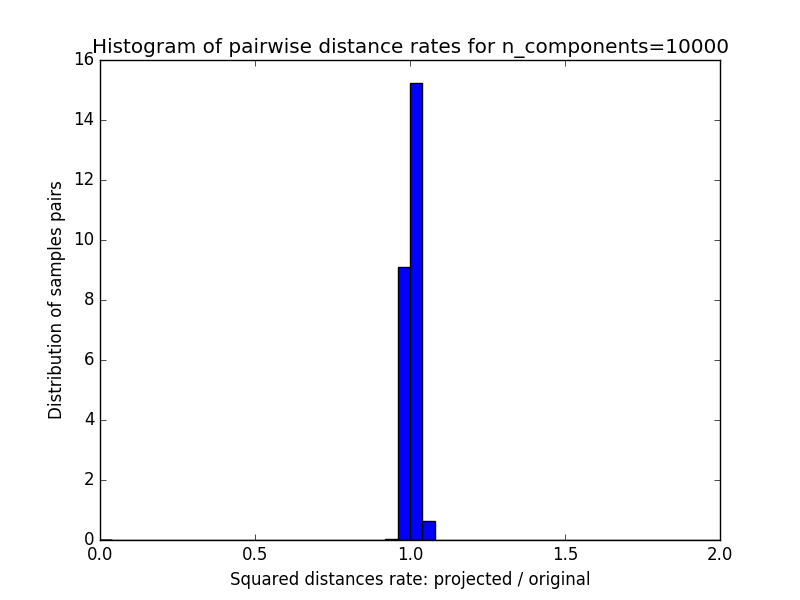 Histogram of pairwise distance rates for n_components=10000
16
14
12
10
8
6
4
2
0
0.0 0.5 1.0 1.5 2.0
Distribution of samples pairs
Squared distances rate: projected / original